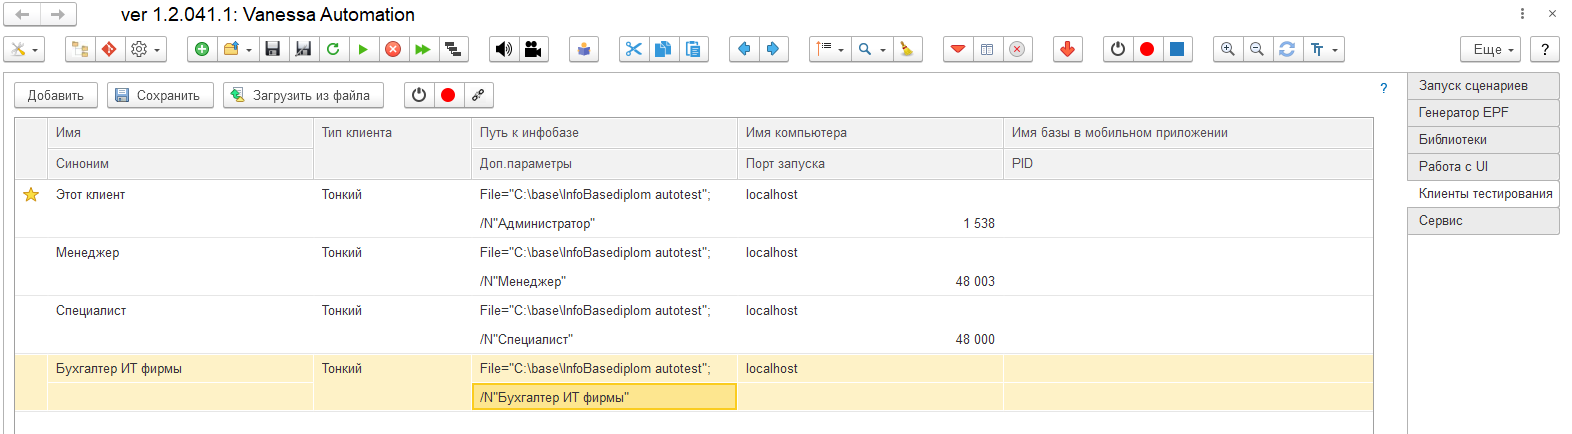 ver 1.2.041.1: Vanessa Automation
Еще ?
Добавить Сохранить Загрузить из файла ?
Имя Тип клиента Путь к инфобазе Имя компьютера Имя базы в мобильном приложении
Синоним Доп.параметры Порт запуска PID
Этот клиент Тонкий File="C:\base\InfoBasediplom autotest"; localhost
/N"Администратор" 1 538
Менеджер Тонкий File="C:\base\InfoBasediplom autotest"; localhost
/N"Менеджер" 48 003
Специалист Тонкий File="C:\base\InfoBasediplom autotest"; localhost
/N"Специалист" 48 000
Бухгалтер ИТ фирмы Тонкий File="C:\base\InfoBasediplom autotest"; localhost
/N"Бухгалтер ИТ фирмы"
Запуск сценариев
Генератор EPF
Библиотеки
Работа с UI
Клиенты тестирования
Сервис